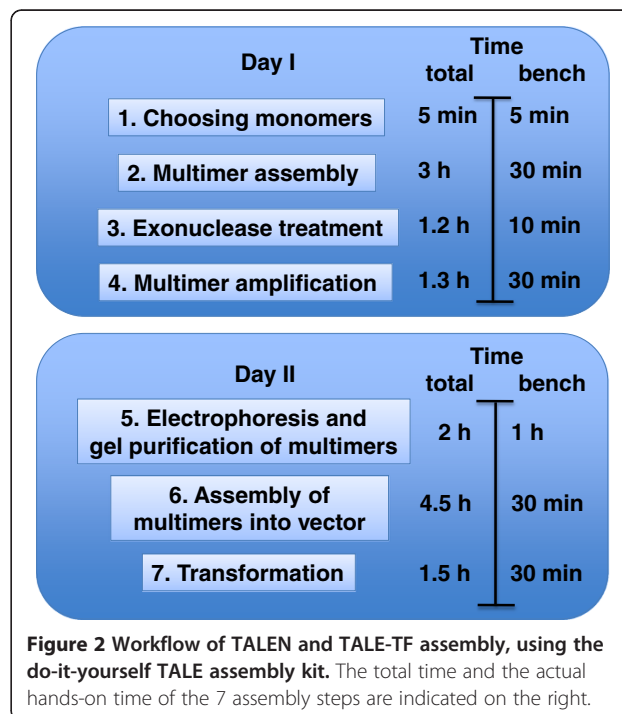 Time
Day I total bench
1. Choosing monomers 5 min 5 min
2. Multimer assembly 3 h 30 min
3. Exonuclease treatment 1.2 h 10 min
4. Multimer amplification 1.3 h 30 min
Time
Day II total bench
5. Electrophoresis and
gel purification of multimers 2 h 1 h
6. Assembly of
multimers into vector 4.5 h 30 min
7. Transformation 1.5 h 30 min
Figure 2 Workflow of TALEN and TALE-TF assembly, using the
do-it-yourself TALE assembly kit. The total time and the actual
hands-on time of the 7 assembly steps are indicated on the right.